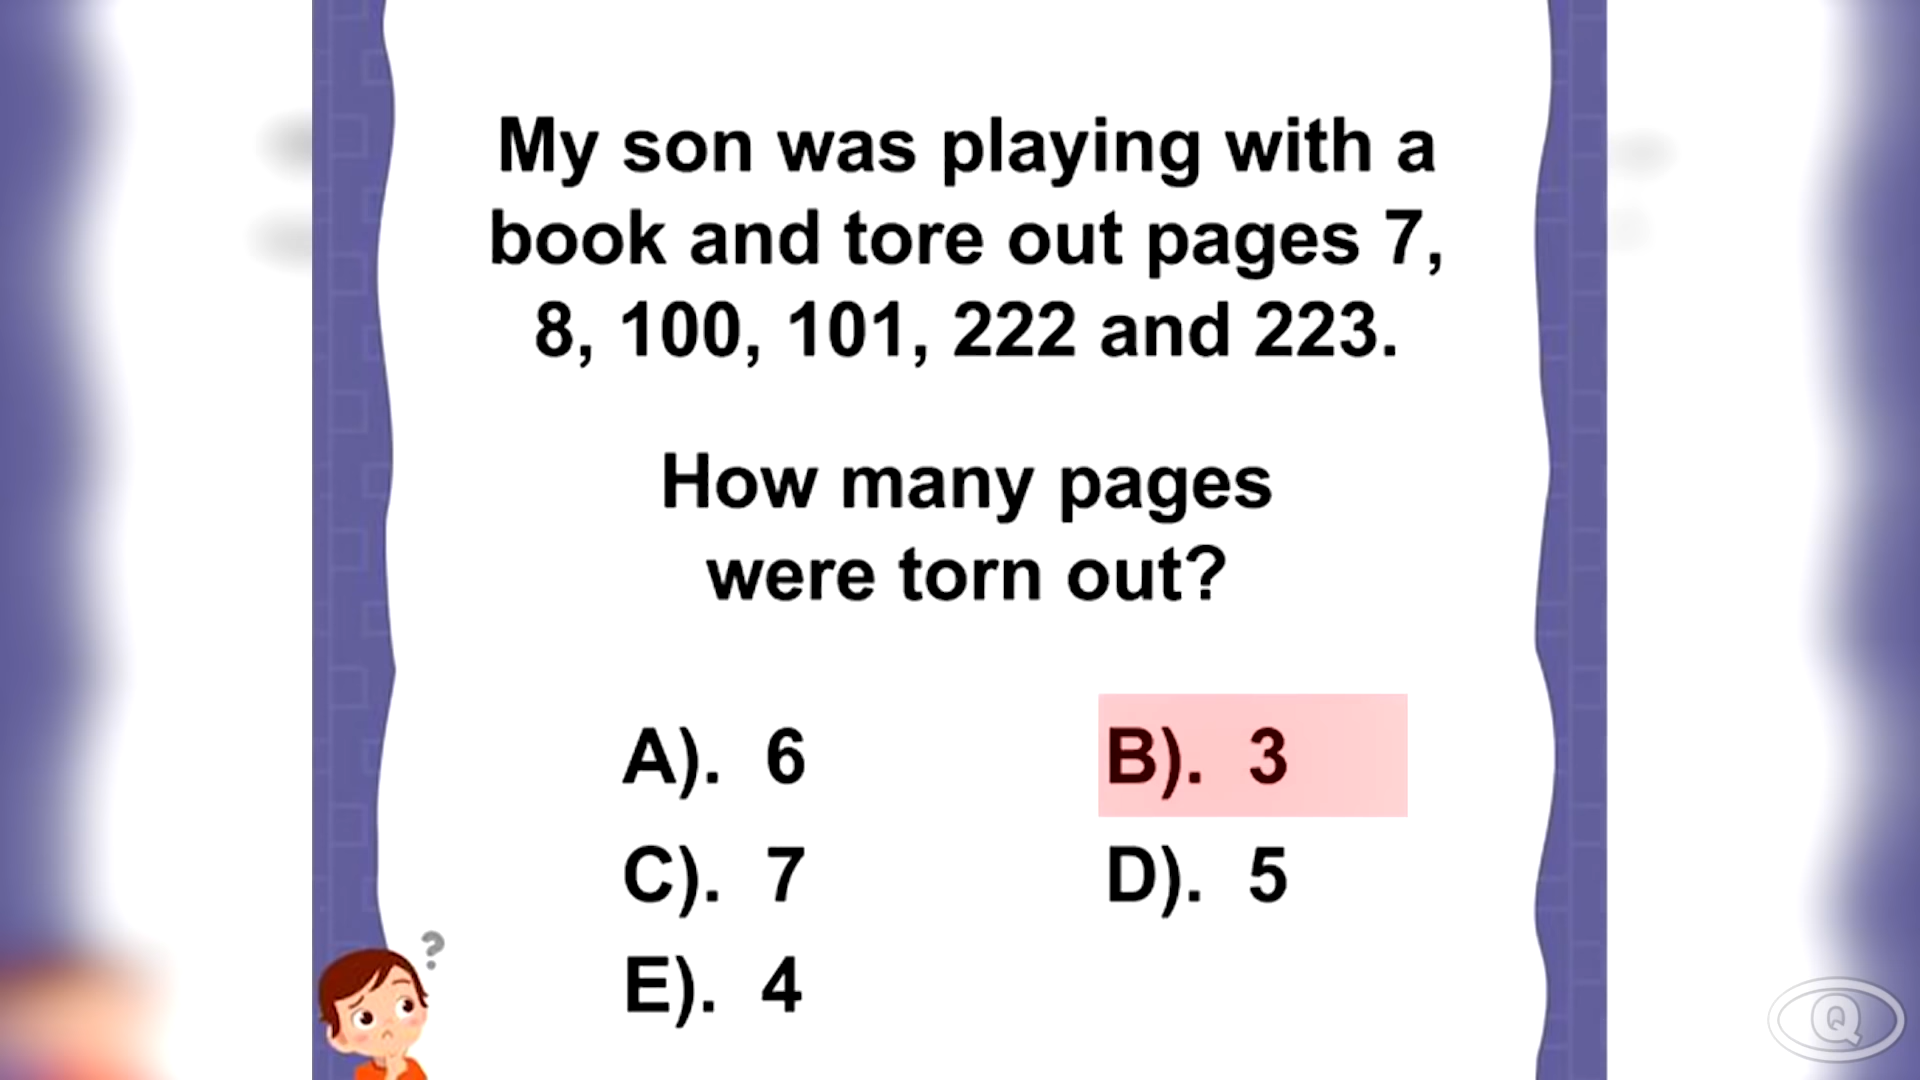 My son was playing with a
book and tore out pages 7,
8, 100, 101, 222 and 223.
How many pages
were torn out?
A). 6 B). 3
C). 7 D). 5
E). 4
?
Q